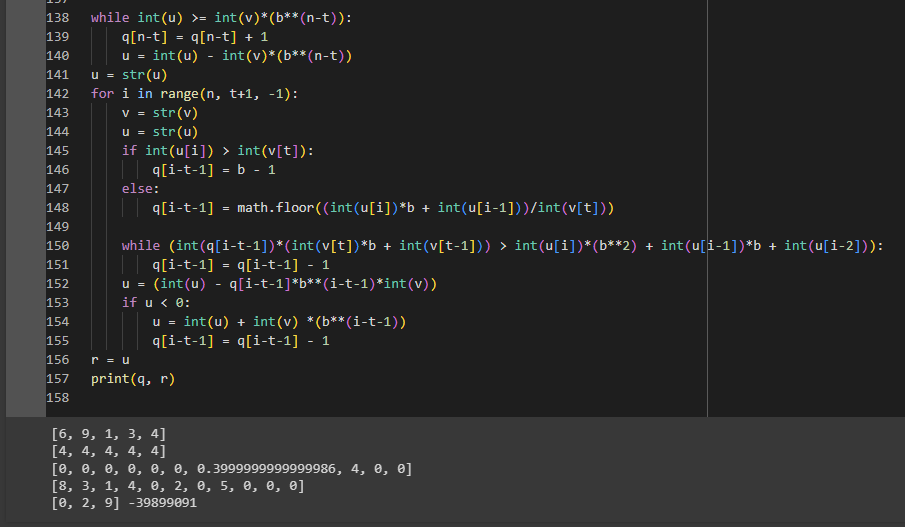 138 while int(u) >= int(v)*(b**(n-t)):
139     q[n-t] = q[n-t] + 1
140     u = int(u) - int(v)*(b**(n-t))
141 u = str(u)
142 for i in range(n, t+1, -1):
143     v = str(v)
144     u = str(u)
145     if int(u[i]) > int(v[t]):
146         q[i-t-1] = b - 1
147     else:
148         q[i-t-1] = math.floor((int(u[i])*b + int(u[i-1]))/int(v[t]))
149
150     while (int(q[i-t-1])*(int(v[t])*b + int(v[t-1])) > int(u[i])*(b**2) + int(u[i-1])*b + int(u[i-2])):
151         q[i-t-1] = q[i-t-1] - 1
152     u = (int(u) - q[i-t-1]*b**(i-t-1)*int(v))
153     if u < 0:
154         u = int(u) + int(v) *(b**(i-t-1))
155         q[i-t-1] = q[i-t-1] - 1
156 r = u
157 print(q, r)
158
[6, 9, 1, 3, 4]
[4, 4, 4, 4, 4]
[0, 0, 0, 0, 0, 0, 0.3999999999999986, 4, 0, 0]
[8, 3, 1, 4, 0, 2, 0, 5, 0, 0, 0]
[0, 2, 9] -39899091